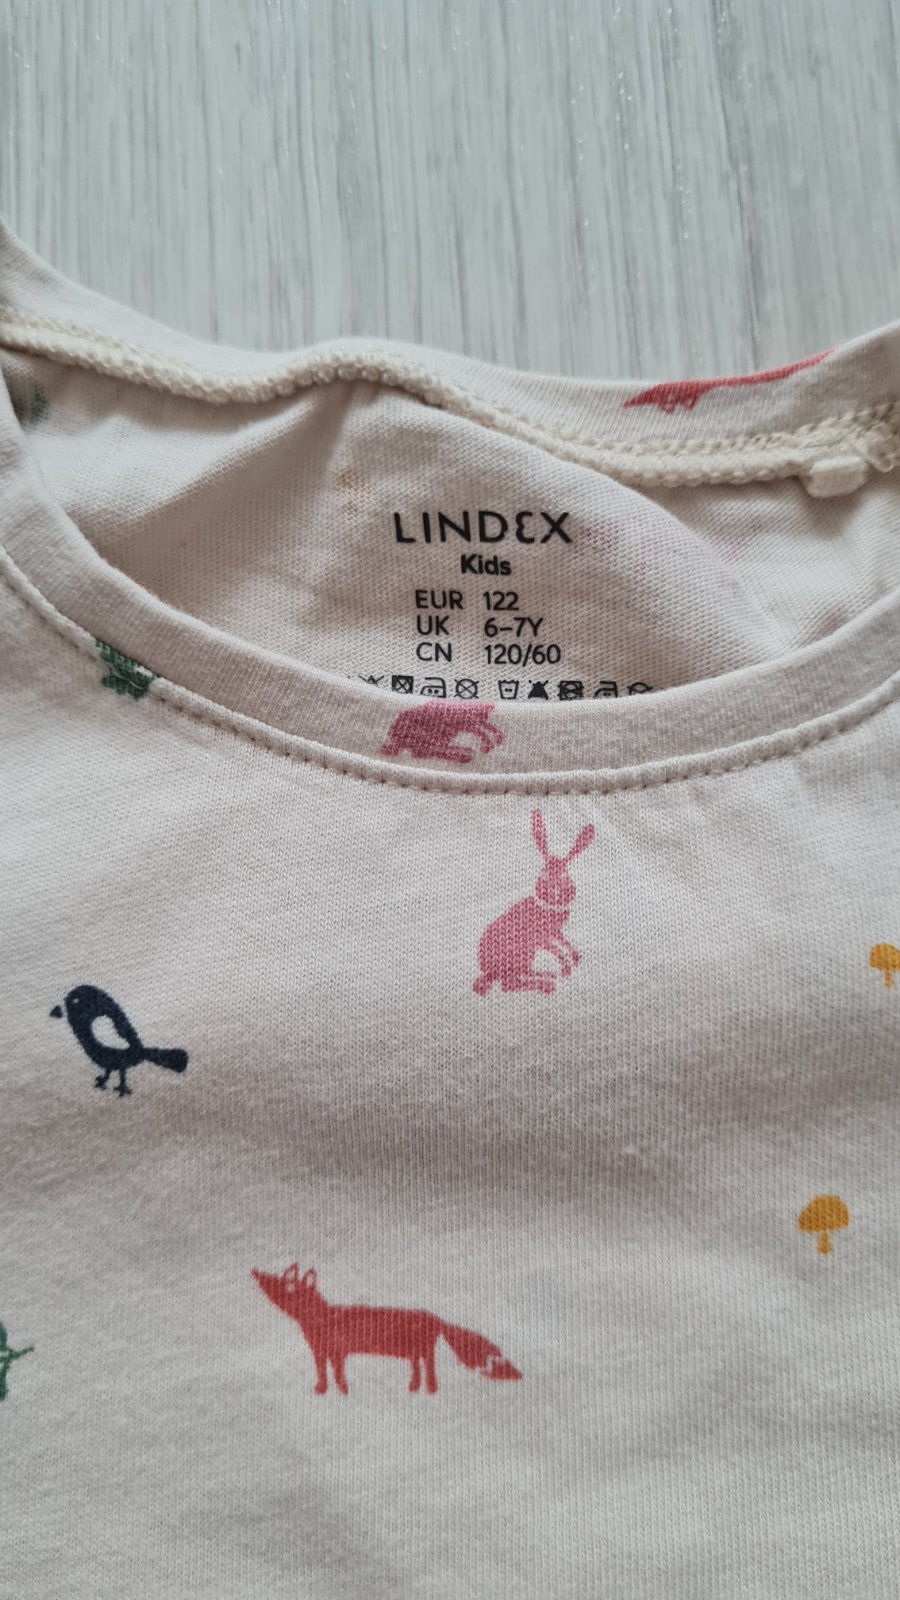 LINDEX
Kids
EUR 122
UK 6–7Y
CN 120/60